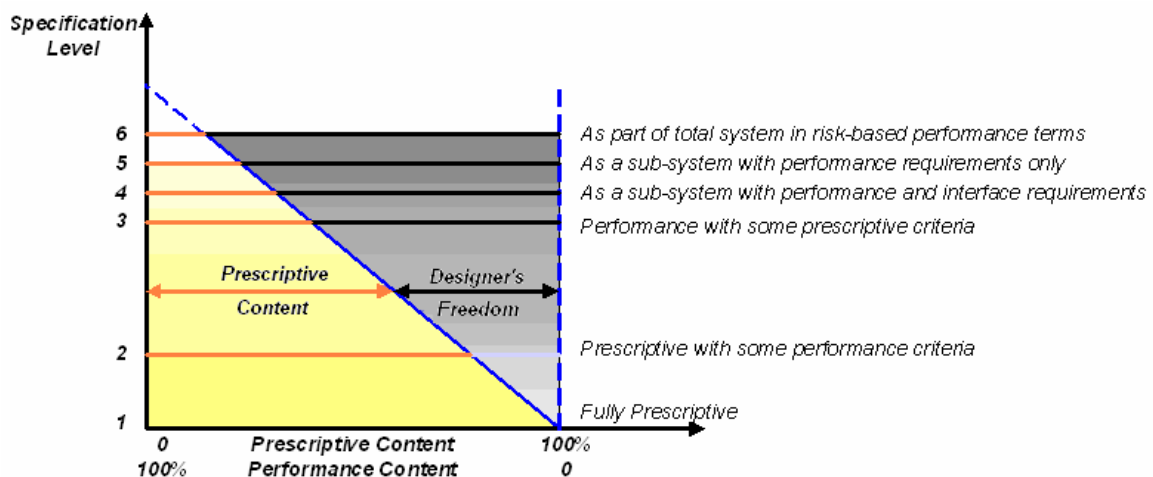 Specification
Level
6
As part of total system in risk-based performance terms
5
As a sub-system with performance requirements only
4
As a sub-system with performance and interface requirements
3
Performance with some prescriptive criteria
Prescriptive
Content
Designer's
Freedom
2
Prescriptive with some performance criteria
1
Fully Prescriptive
0 Prescriptive Content 100%
100% Performance Content 0